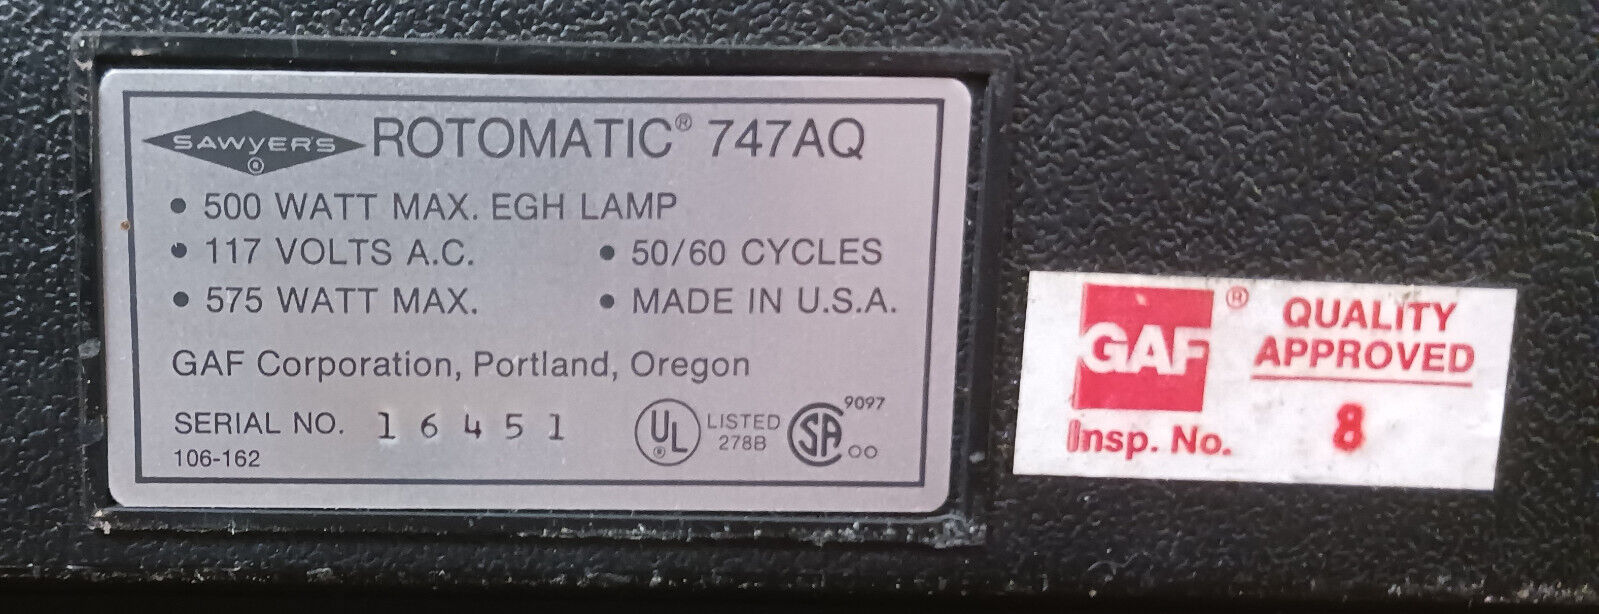 SAWYER'S ® ROTOMATIC® 747AQ
• 500 WATT MAX. EGH LAMP
• 117 VOLTS A.C. • 50/60 CYCLES
• 575 WATT MAX. • MADE IN U.S.A.
GAF Corporation, Portland, Oregon
SERIAL NO. 16451
106-162
UL ®
LISTED
278B
SA
9097
OO
GAF ®
QUALITY
APPROVED
Insp. No. 8